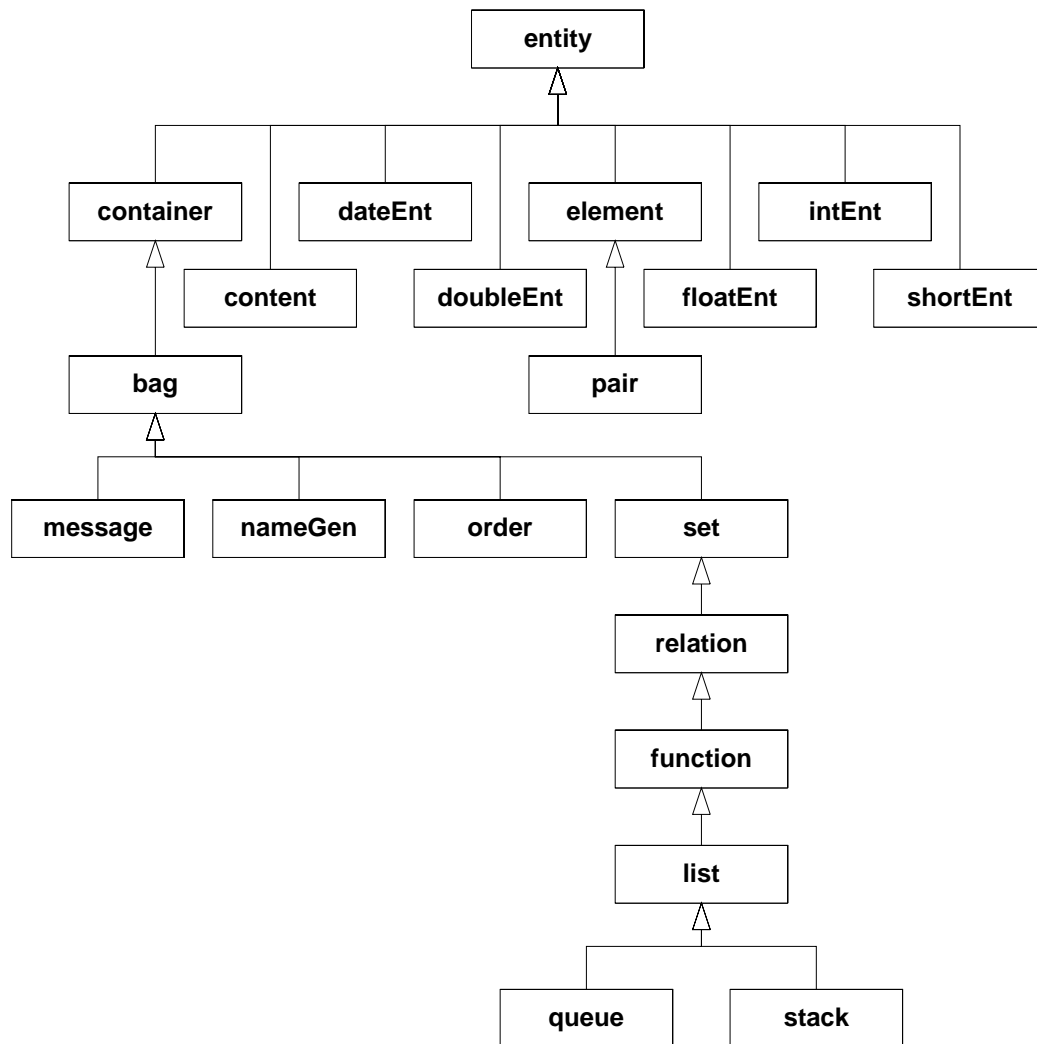 entity
container
dateEnt
element
intEnt
content
doubleEnt
floatEnt
shortEnt
bag
pair
message
nameGen
order
set
relation
function
list
queue
stack